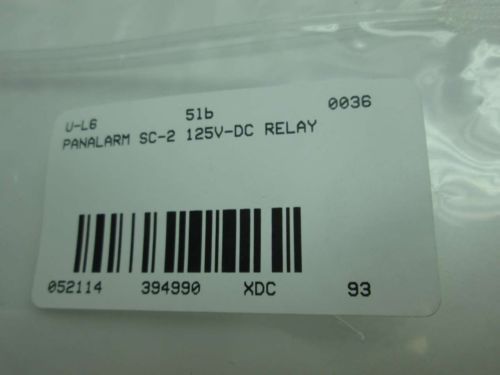 U-L6 51b 0036
PANALARM SC-2 125V-DC RELAY
052114 394990 XDC 93